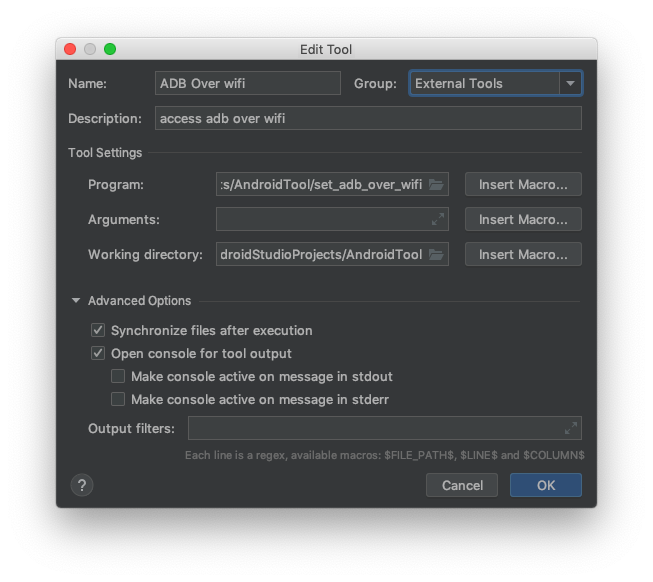 Edit Tool
Name: ADB Over wifi Group: External Tools
Description: access adb over wifi
Tool Settings
Program: :s/AndroidTool/set_adb_over_wifi Insert Macro...
Arguments: Insert Macro...
Working directory: droidStudioProjects/AndroidTool Insert Macro...
Advanced Options
Synchronize files after execution
Open console for tool output
Make console active on message in stdout
Make console active on message in stderr
Output filters:
Each line is a regex, available macros: $FILE_PATH$, $LINE$ and $COLUMN$
? Cancel OK